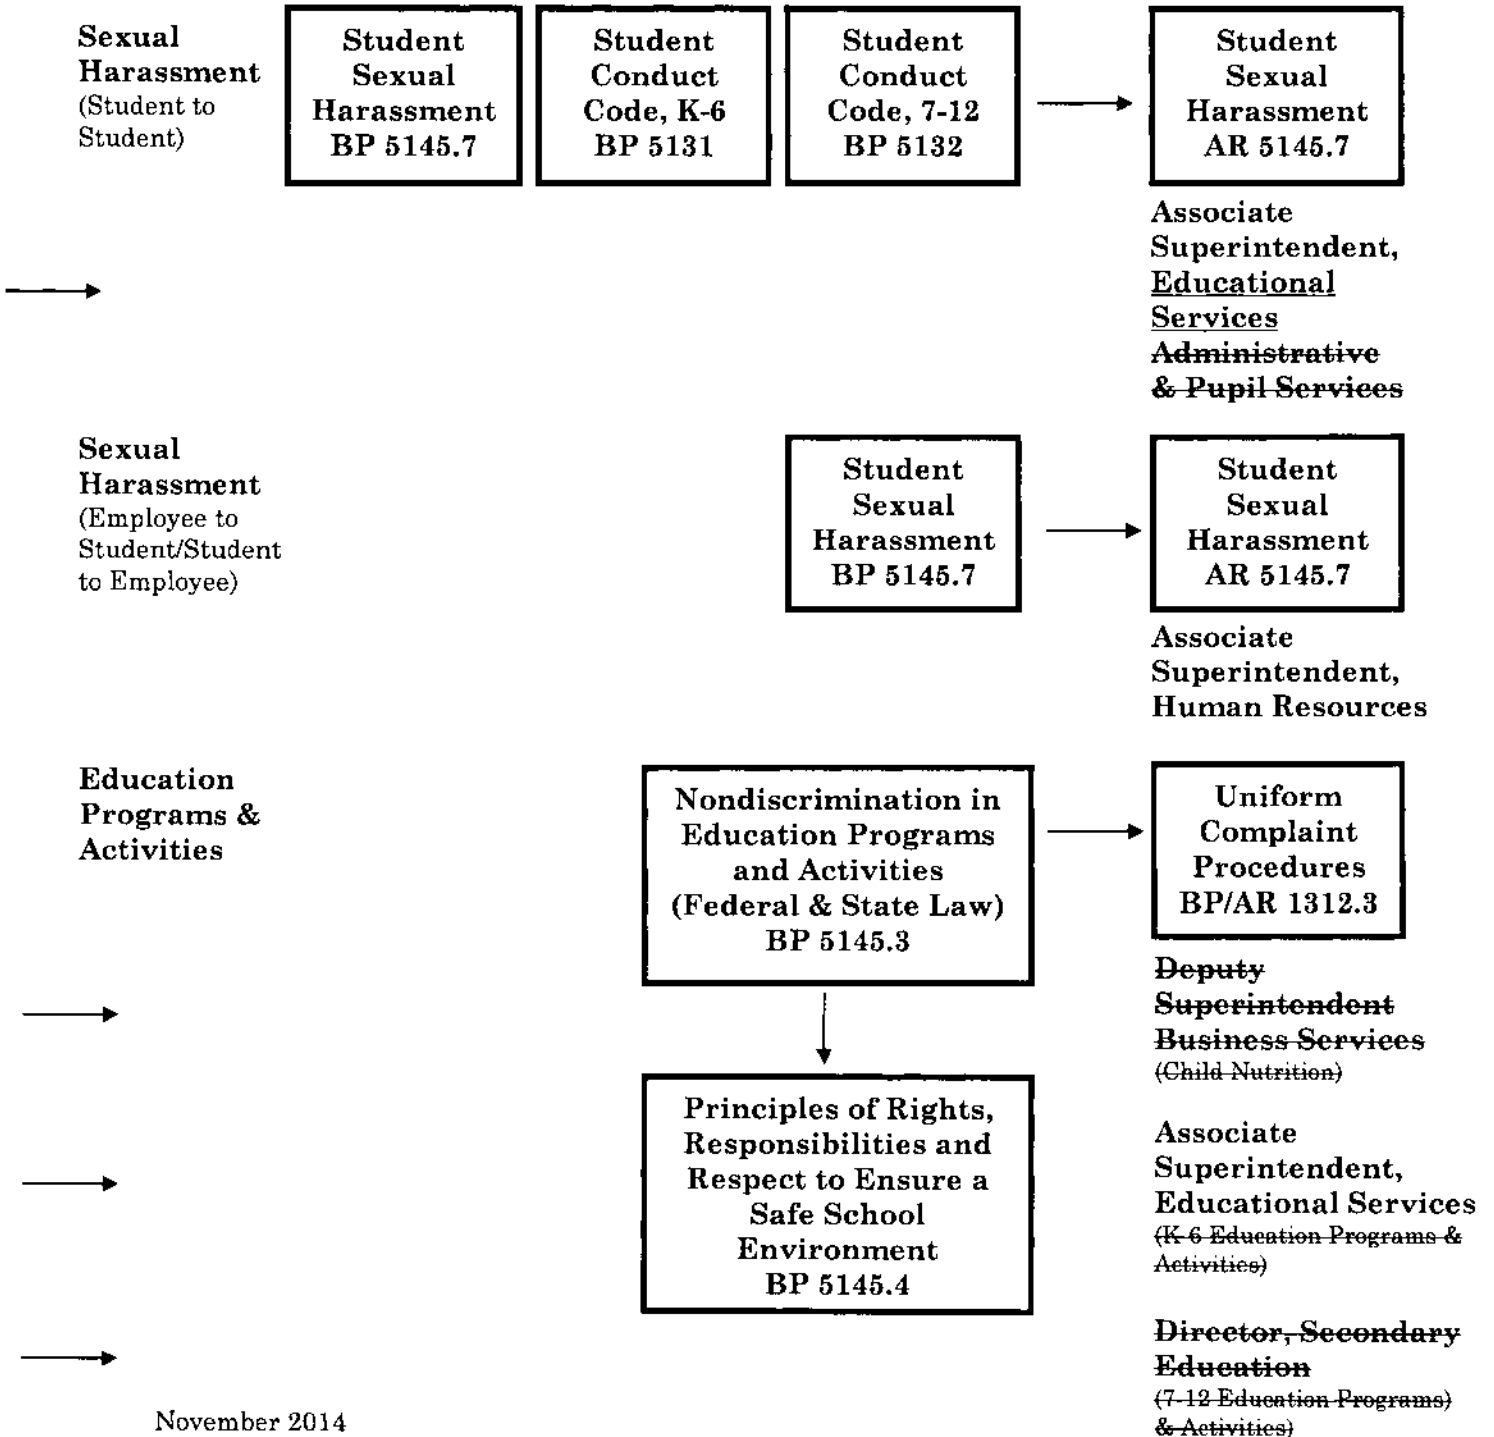 Sexual
Harassment
(Student to
Student)
Student
Sexual
Harassment
BP 5145.7
Student
Conduct
Code, K-6
BP 5131
Student
Conduct
Code, 7-12
BP 5132
Student
Sexual
Harassment
AR 5145.7
Associate
Superintendent,
Educational
Services
Administrative
& Pupil Services
Sexual
Harassment
(Employee to
Student/Student
to Employee)
Student
Sexual
Harassment
BP 5145.7
Student
Sexual
Harassment
AR 5145.7
Associate
Superintendent,
Human Resources
Education
Programs &
Activities
Nondiscrimination in
Education Programs
and Activities
(Federal & State Law)
BP 5145.3
Uniform
Complaint
Procedures
BP/AR 1312.3
Deputy
Superintendent
Business Services
(Child Nutrition)
Principles of Rights,
Responsibilities and
Respect to Ensure a
Safe School
Environment
BP 5145.4
Associate
Superintendent,
Educational Services
(K-6 Education Programs &
Activities)
Director, Secondary
Education
(7-12 Education Programs)
& Activities)
November 2014